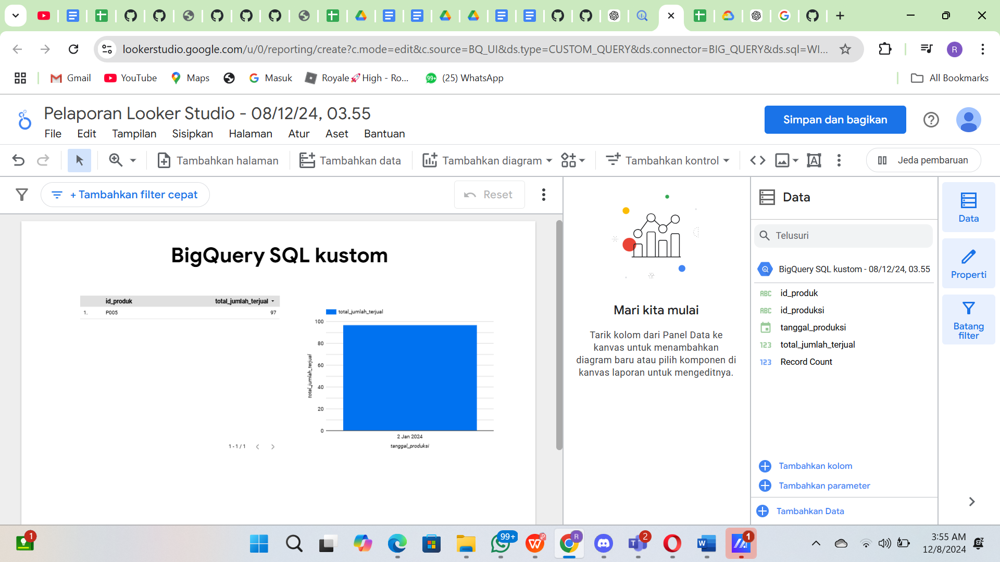 lookerstudio.google.com/u/0/reporting/create?c.mode=edit&c.source=BQ_UI&ds.type=CUSTOM_QUERY&ds.connector=BIG_QUERY&ds.sql=WI...
R
Gmail
YouTube
Maps
Masuk
Royale🚀High - Ro...
99+
(25) WhatsApp
All Bookmarks
Pelaporan Looker Studio - 08/12/24, 03.55
File Edit Tampilan Sisipkan Halaman Atur Aset Bantuan
Simpan dan bagikan
Tambahkan halaman
Tambahkan data
Tambahkan diagram
Tambahkan kontrol
Jeda pembaruan
+ Tambahkan filter cepat
Reset
BigQuery SQL kustom
id_produk total_jumlah_terjual
1. P005 97
1 - 1 / 1
total_jumlah_terjual
100
80
60
40
20
0
total_jumlah_terjual
2 Jan 2024
tanggal_produksi
Mari kita mulai
Tarik kolom dari Panel Data ke
kanvas untuk menambahkan
diagram baru atau pilih komponen di
kanvas laporan untuk mengeditnya.
Data
Telusuri
BigQuery SQL kustom - 08/12/24, 03.55
ABC id_produk
ABC id_produksi
tanggal_produksi
123 total_jumlah_terjual
123 Record Count
Tambahkan kolom
Tambahkan parameter
Tambahkan Data
Data
Properti
Batang
filter
1
99+
R
2
W
1
3:55 AM
12/8/2024